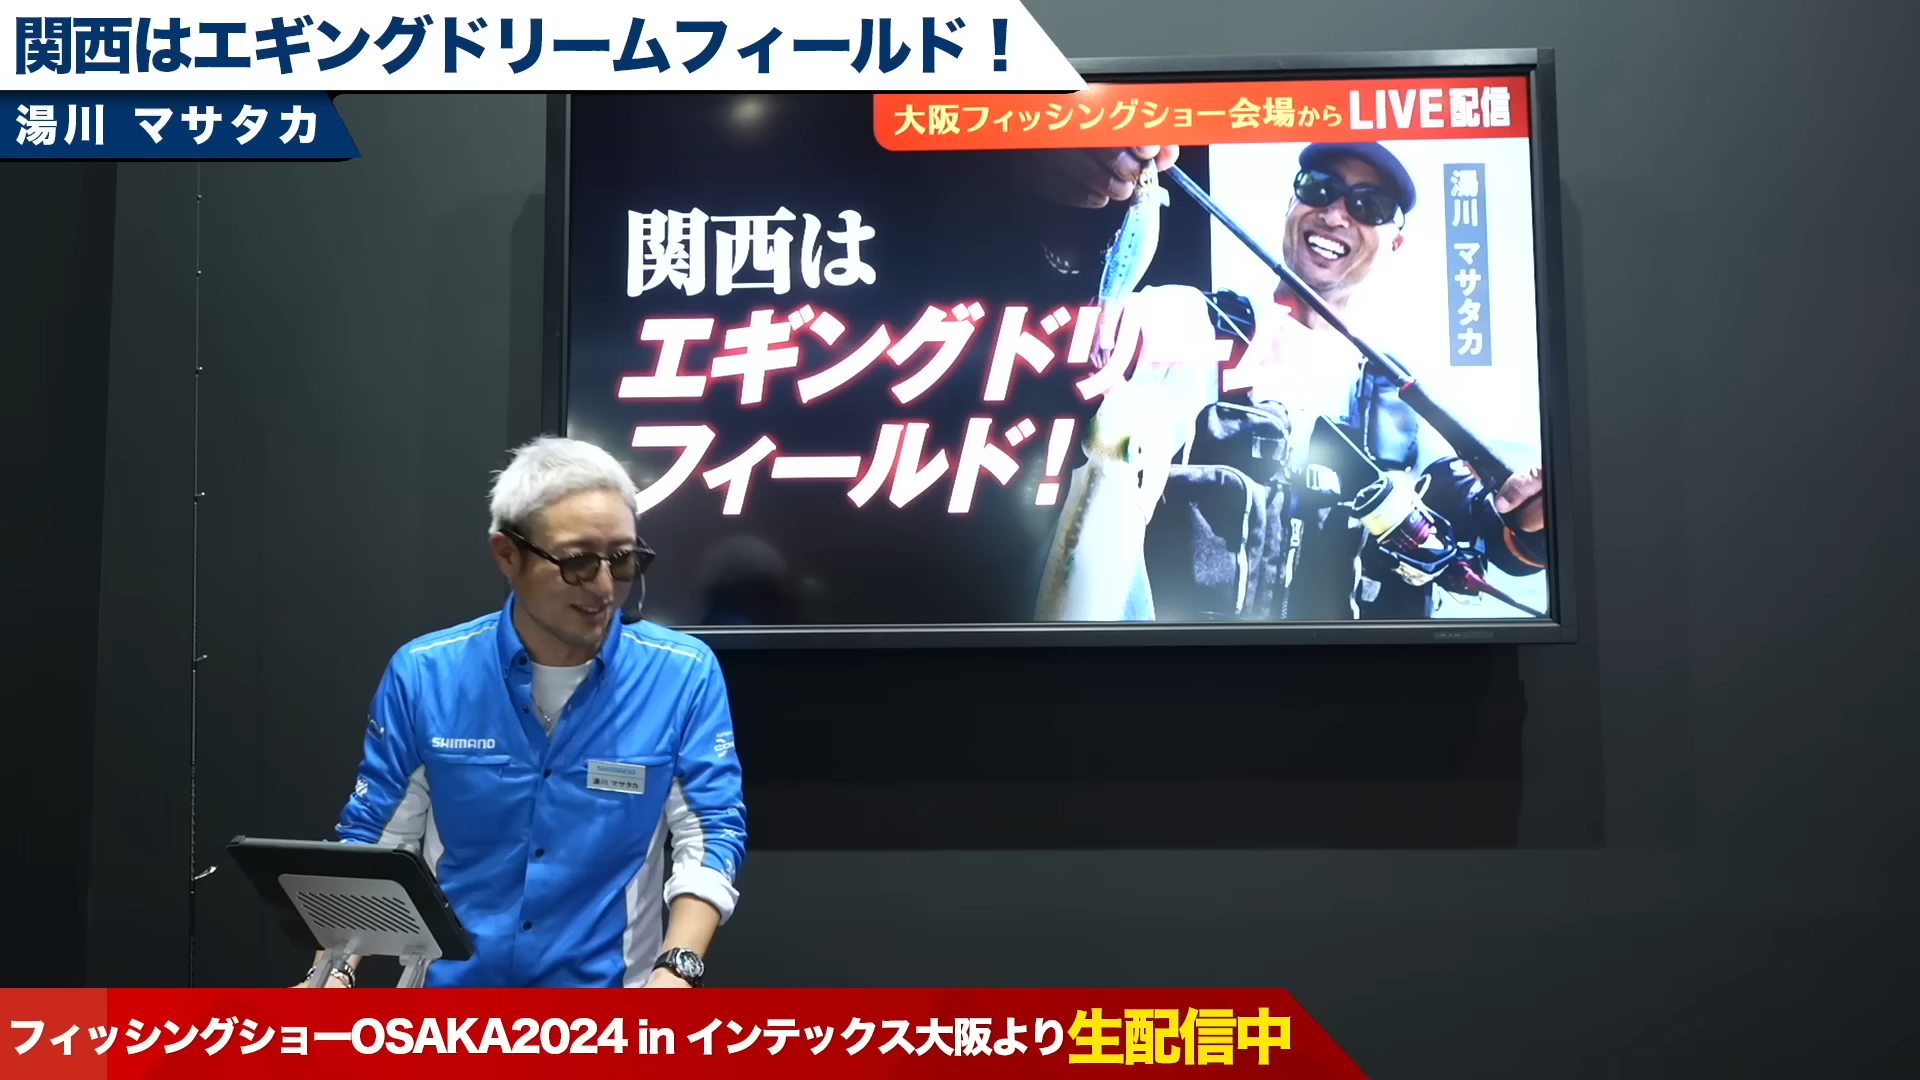 関西はエギングドリームフィールド！
湯川 マサタカ
大阪フィッシングショー会場からLIVE配信
湯川 マサタカ
関西は
エギングドリーム
フィールド！
SHIMANO
湯川 マサタカ
フィッシングショーOSAKA2024 in インテックス大阪より生配信中